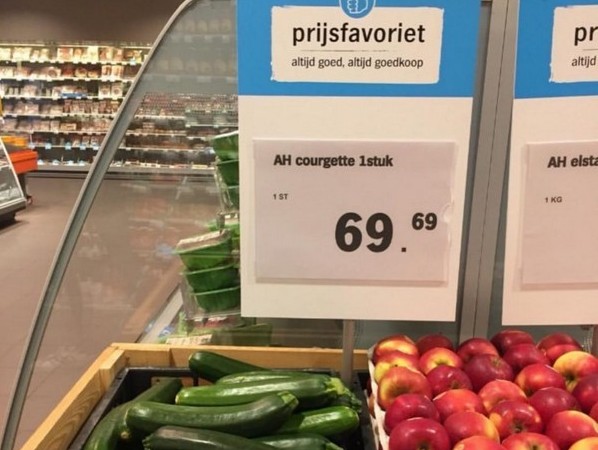 prijsfavoriet
altijd goed, altijd goedkoop
AH courgette 1stuk
1 ST
69.69
pr
altijd
AH elsta
1 KG